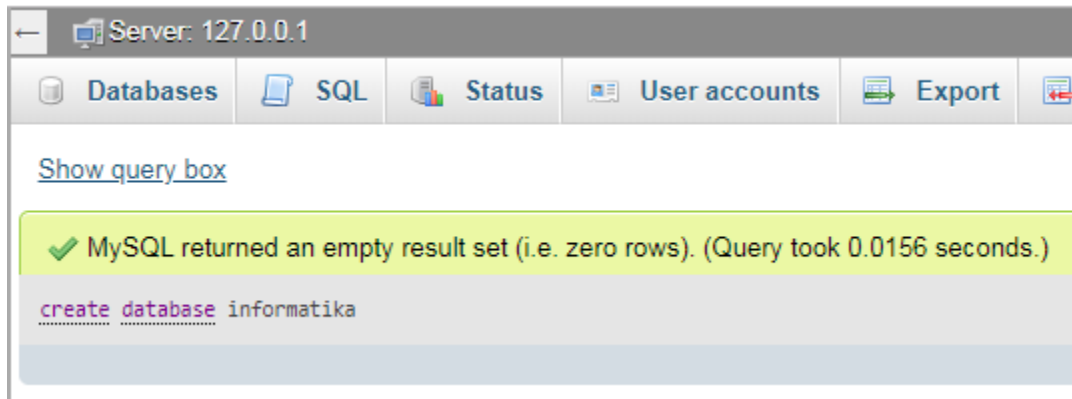 ← Server: 127.0.0.1
Databases SQL Status User accounts Export
Show query box
MySQL returned an empty result set (i.e. zero rows). (Query took 0.0156 seconds.)
create database informatika